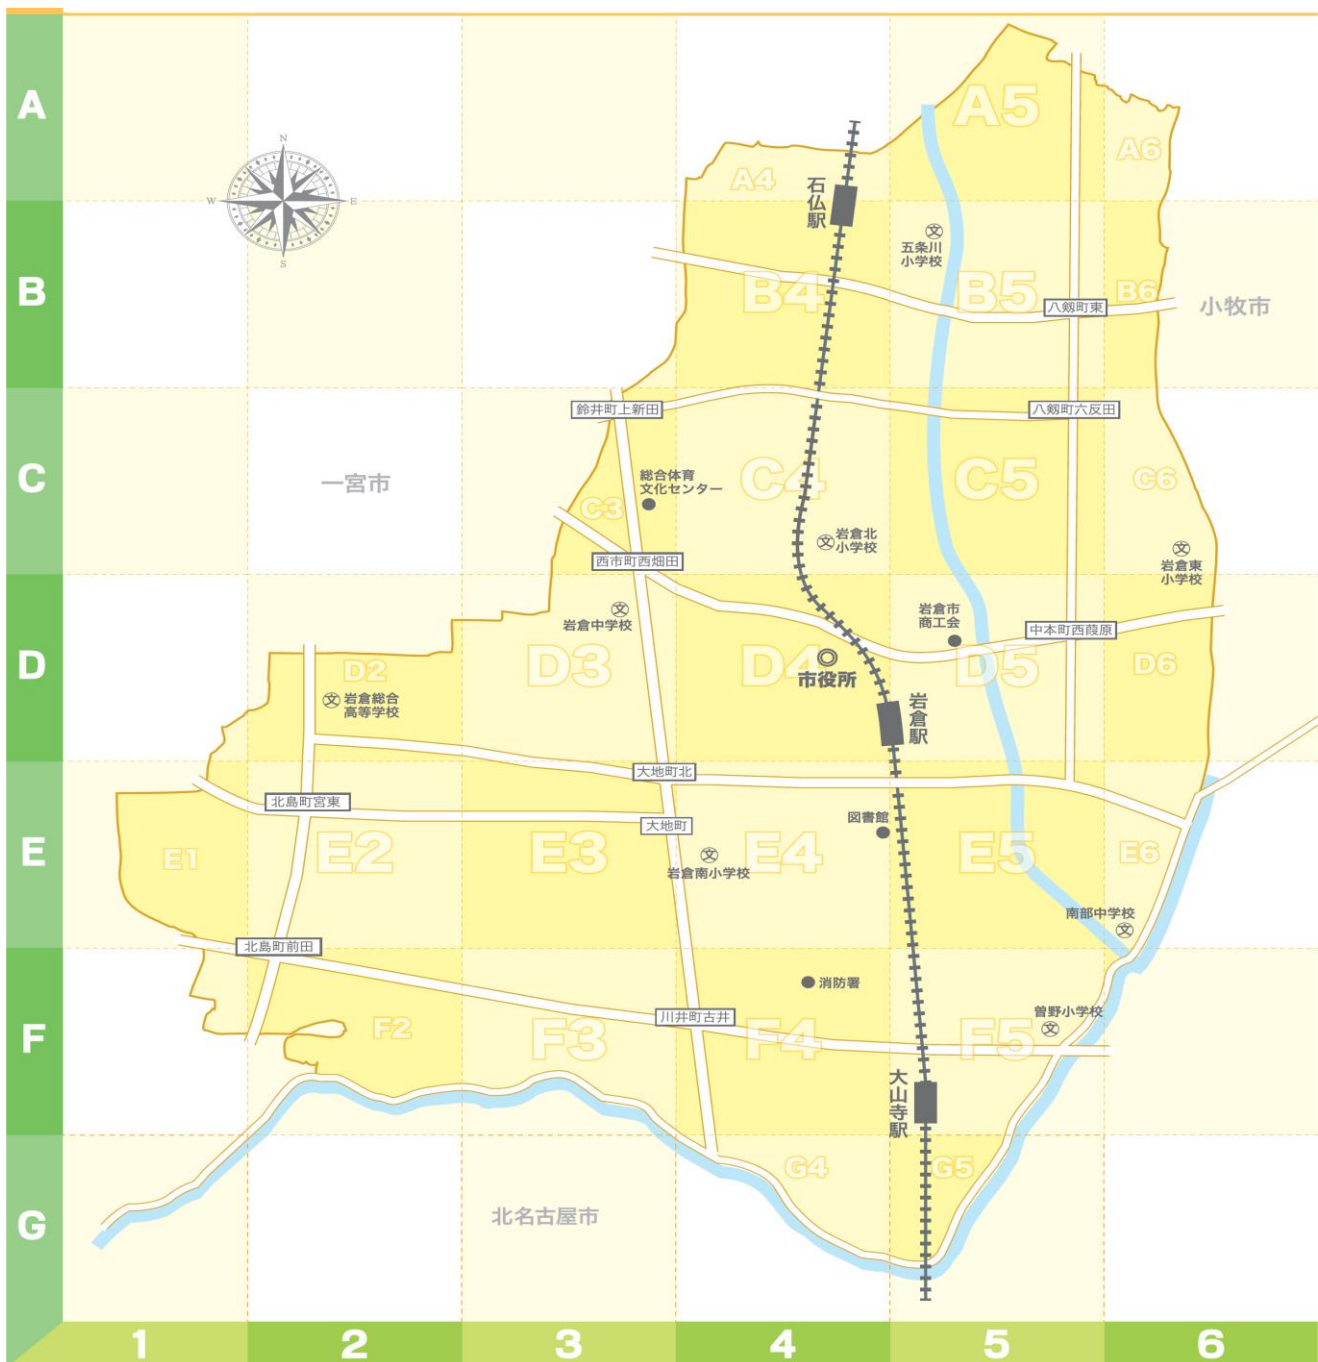 A
A5
N
A6
A4
石仏駅
W
E
S
五条川
小学校
B
B4
B5
B6
八剱町東
小牧市
鈴井町上新田
八剱町六反田
総合体育
文化センター
一宮市
C
C3
C4
C5
C6
岩倉北
小学校
西市町西畑田
岩倉東
小学校
岩倉中学校
岩倉市
商工会
中本町西葭原
D
D2
D3
D4
D5
D6
市役所
岩倉総合
高等学校
岩倉駅
大地町北
北島町宮東
大地町
図書館
E
E1
E2
E3
E4
E5
E6
岩倉南小学校
南部中学校
北島町前田
消防署
川井町古井
曽野小学校
F
F2
F3
F4
F5
大山寺駅
G4
G5
G
北名古屋市
1
2
3
4
5
6
文
文
文
文
文
文
文
文